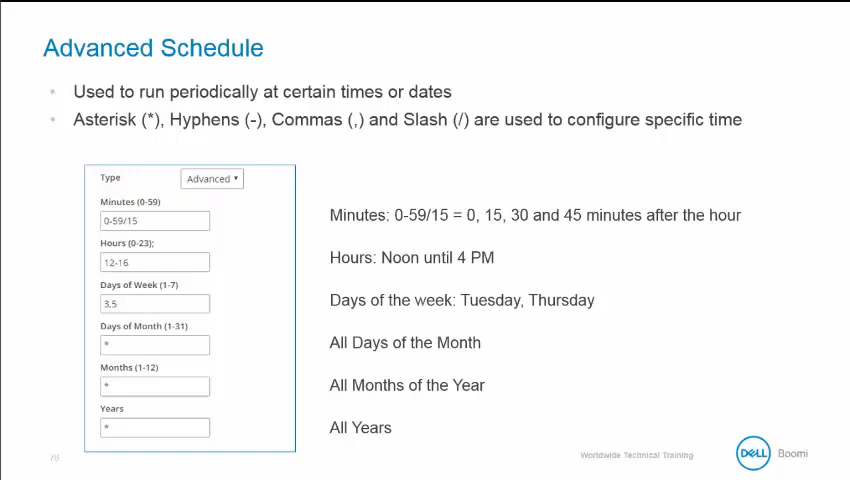 Advanced Schedule
Used to run periodically at certain times or dates
Asterisk (*), Hyphens (-), Commas (,) and Slash (/) are used to configure specific time
Type
Advanced
Minutes (0-59)
0-59/15
Minutes: 0-59/15 = 0, 15, 30 and 45 minutes after the hour
Hours (0-23);
12-16
Hours: Noon until 4 PM
Days of Week (1-7)
3,5
Days of the week: Tuesday, Thursday
Days of Month (1-31)
*
All Days of the Month
Months (1-12)
*
All Months of the Year
Years
*
All Years
Worldwide Technical Training
DELL
Boomi